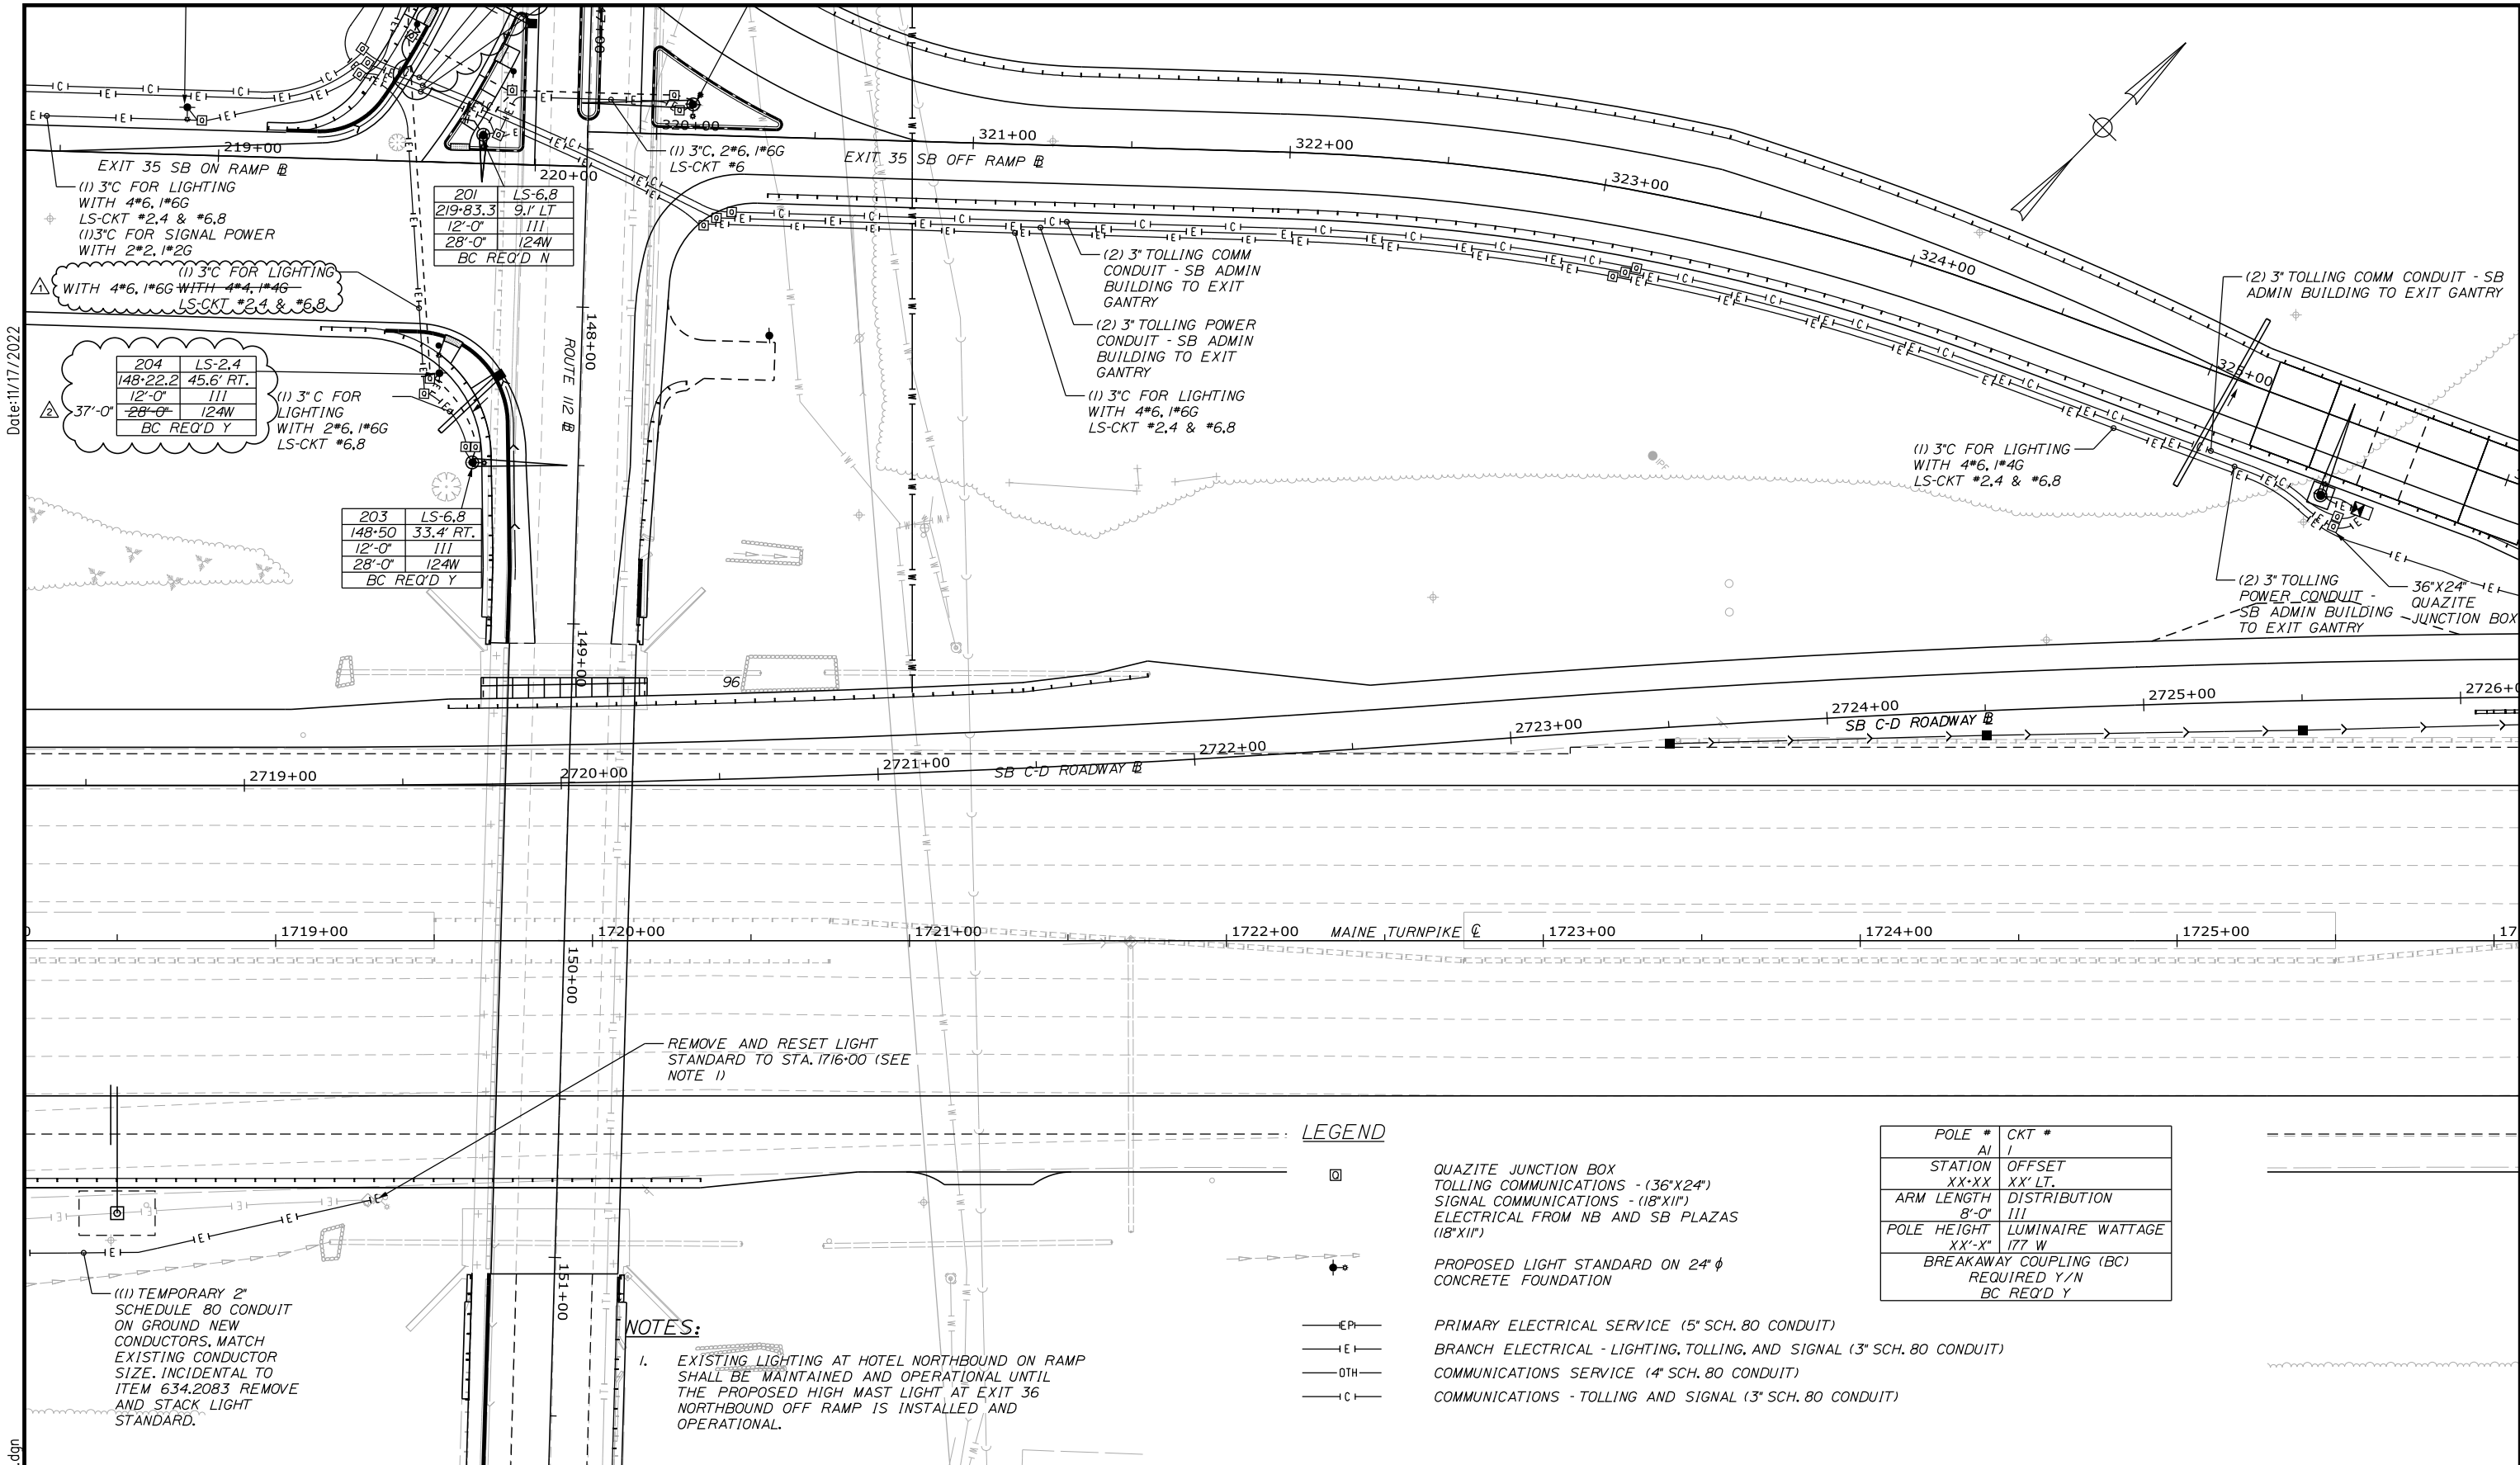 Date:11/17/2022
.dgn
219+00
EXIT 35 SB ON RAMP
(1) 3"C FOR LIGHTING
WITH 4#6, 1#6G
LS-CKT #2,4 & #6,8
(1)3"C FOR SIGNAL POWER
WITH 2#2, 1#2G
(1) 3"C FOR LIGHTING
1
WITH 4#6, 1#6G WITH 4#4, 1#4G
LS-CKT #2,4 & #6,8
204 LS-2,4
148+22.2 45.6' RT.
12'-0" III
2
37'-0" 28'-0" 124W
BC REQ'D Y
(1) 3" C FOR
LIGHTING
WITH 2#6, 1#6G
LS-CKT #6,8
203 LS-6,8
148+50 33.4' RT.
12'-0" III
28'-0" 124W
BC REQ'D Y
201 LS-6,8
219+83.3 9.1' LT
12'-0" III
28'-0" 124W
BC REQ'D N
220+00
320+00
(1) 3"C, 2#6, 1#6G
LS-CKT #6
EXIT 35 SB OFF RAMP
321+00
322+00
323+00
324+00
325+00
ROUTE 112
148+00
149+00
150+00
151+00
(2) 3" TOLLING COMM
CONDUIT - SB ADMIN
BUILDING TO EXIT
GANTRY
(2) 3" TOLLING POWER
CONDUIT - SB ADMIN
BUILDING TO EXIT
GANTRY
(1) 3"C FOR LIGHTING
WITH 4#6, 1#6G
LS-CKT #2,4 & #6,8
(2) 3" TOLLING COMM CONDUIT - SB
ADMIN BUILDING TO EXIT GANTRY
(1) 3"C FOR LIGHTING
WITH 4#6, 1#4G
LS-CKT #2,4 & #6,8
(2) 3" TOLLING
POWER CONDUIT -
SB ADMIN BUILDING
TO EXIT GANTRY
36"X24"
QUAZITE
JUNCTION BOX
IPF
96
2719+00
2720+00
2721+00
2722+00
2723+00
2724+00
2725+00
2726+0
SB C-D ROADWAY
SB C-D ROADWAY
1719+00
1720+00
1721+00
1722+00
MAINE TURNPIKE
1723+00
1724+00
1725+00
17
REMOVE AND RESET LIGHT
STANDARD TO STA. 1716+00 (SEE
NOTE 1)
((1) TEMPORARY 2"
SCHEDULE 80 CONDUIT
ON GROUND NEW
CONDUCTORS, MATCH
EXISTING CONDUCTOR
SIZE. INCIDENTAL TO
ITEM 634.2083 REMOVE
AND STACK LIGHT
STANDARD.
NOTES:
1. EXISTING LIGHTING AT HOTEL NORTHBOUND ON RAMP
SHALL BE MAINTAINED AND OPERATIONAL UNTIL
THE PROPOSED HIGH MAST LIGHT AT EXIT 36
NORTHBOUND OFF RAMP IS INSTALLED AND
OPERATIONAL.
LEGEND
QUAZITE JUNCTION BOX
TOLLING COMMUNICATIONS - (36"X24")
SIGNAL COMMUNICATIONS - (18"X11")
ELECTRICAL FROM NB AND SB PLAZAS
(18"X11")
PROPOSED LIGHT STANDARD ON 24" ϕ
CONCRETE FOUNDATION
EP PRIMARY ELECTRICAL SERVICE (5" SCH. 80 CONDUIT)
E BRANCH ELECTRICAL - LIGHTING, TOLLING, AND SIGNAL (3" SCH. 80 CONDUIT)
OTH COMMUNICATIONS SERVICE (4" SCH. 80 CONDUIT)
C COMMUNICATIONS - TOLLING AND SIGNAL (3" SCH. 80 CONDUIT)
POLE # CKT #
A1 1
STATION OFFSET
XX+XX XX' LT.
ARM LENGTH DISTRIBUTION
8'-0" III
POLE HEIGHT LUMINAIRE WATTAGE
XX'-X" 177 W
BREAKAWAY COUPLING (BC)
REQUIRED Y/N
BC REQ'D Y